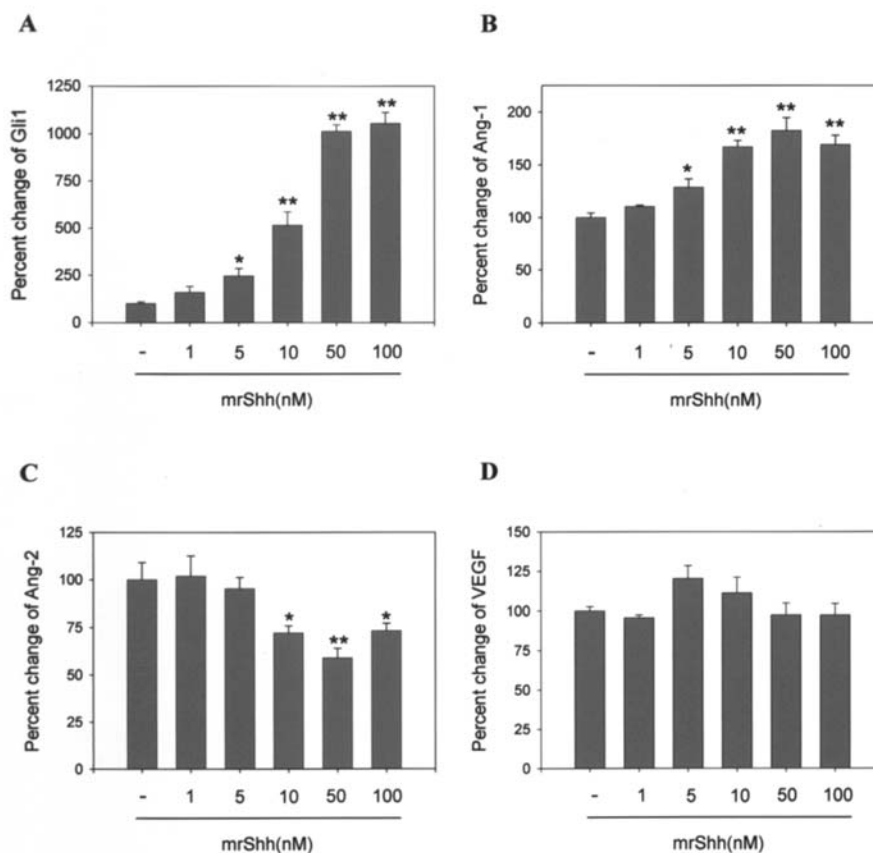 A
Percent change of Gli1
1250
1000
750
500
250
0
*
**
**
**
- 1 5 10 50 100
mrShh(nM)
B
Percent change of Ang-1
200
150
100
50
0
*
**
**
**
- 1 5 10 50 100
mrShh(nM)
C
Percent change of Ang-2
125
100
75
50
25
0
*
**
*
- 1 5 10 50 100
mrShh(nM)
D
Percent change of VEGF
150
125
100
75
50
25
0
- 1 5 10 50 100
mrShh(nM)